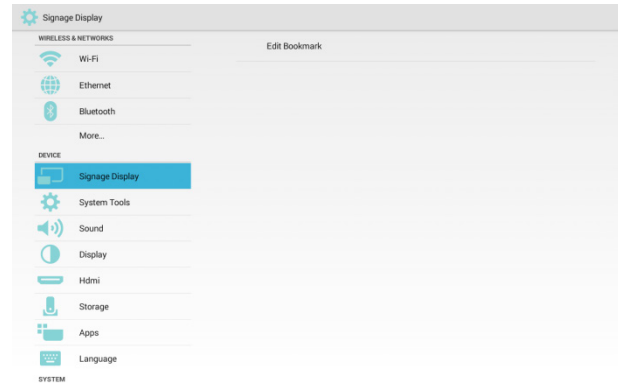 Signage Display
WIRELESS & NETWORKS
Wi-Fi
Ethernet
Bluetooth
More...
DEVICE
Signage Display
System Tools
Sound
Display
Hdmi
Storage
Apps
Language
SYSTEM
Edit Bookmark